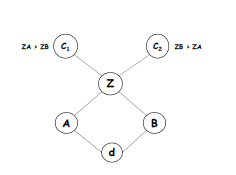 ZA > ZB C₁ C₂ ZB > ZA
Z
A B
d